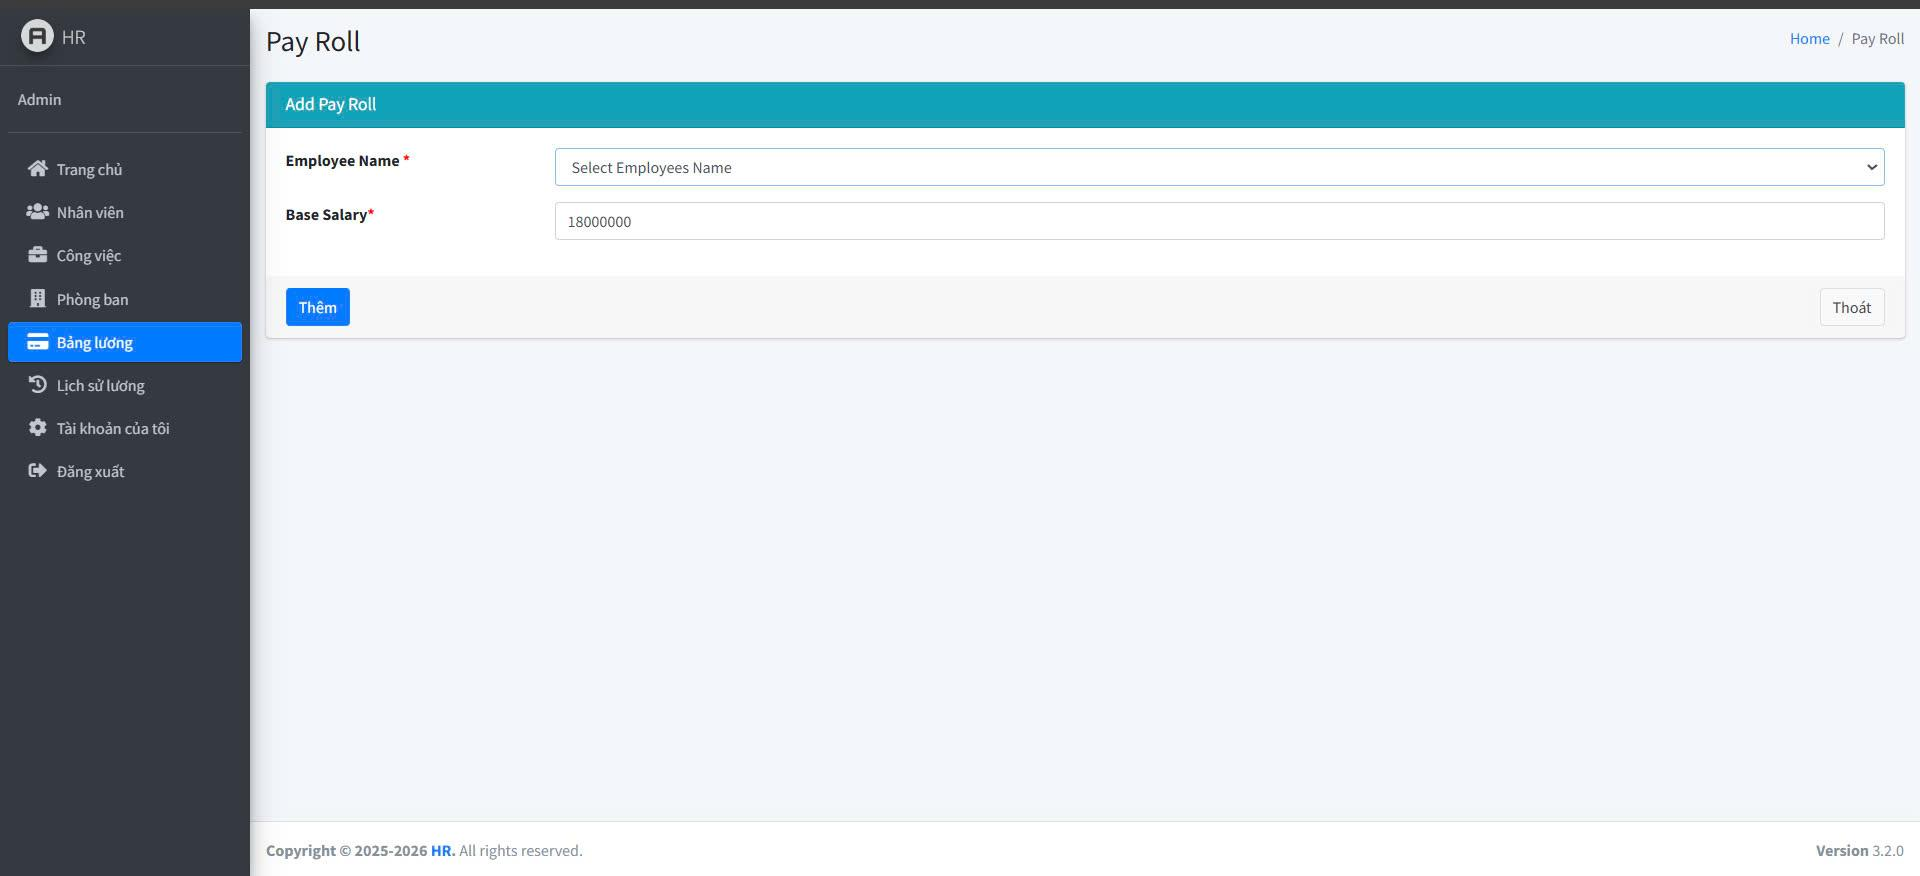 HR
Admin
Trang chủ
Nhân viên
Công việc
Phòng ban
Bảng lương
Lịch sử lương
Tài khoản của tôi
Đăng xuất
Pay Roll
Home / Pay Roll
Add Pay Roll
Employee Name *
Select Employees Name
Base Salary*
18000000
Thêm
Thoát
Copyright © 2025-2026 HR. All rights reserved.
Version 3.2.0